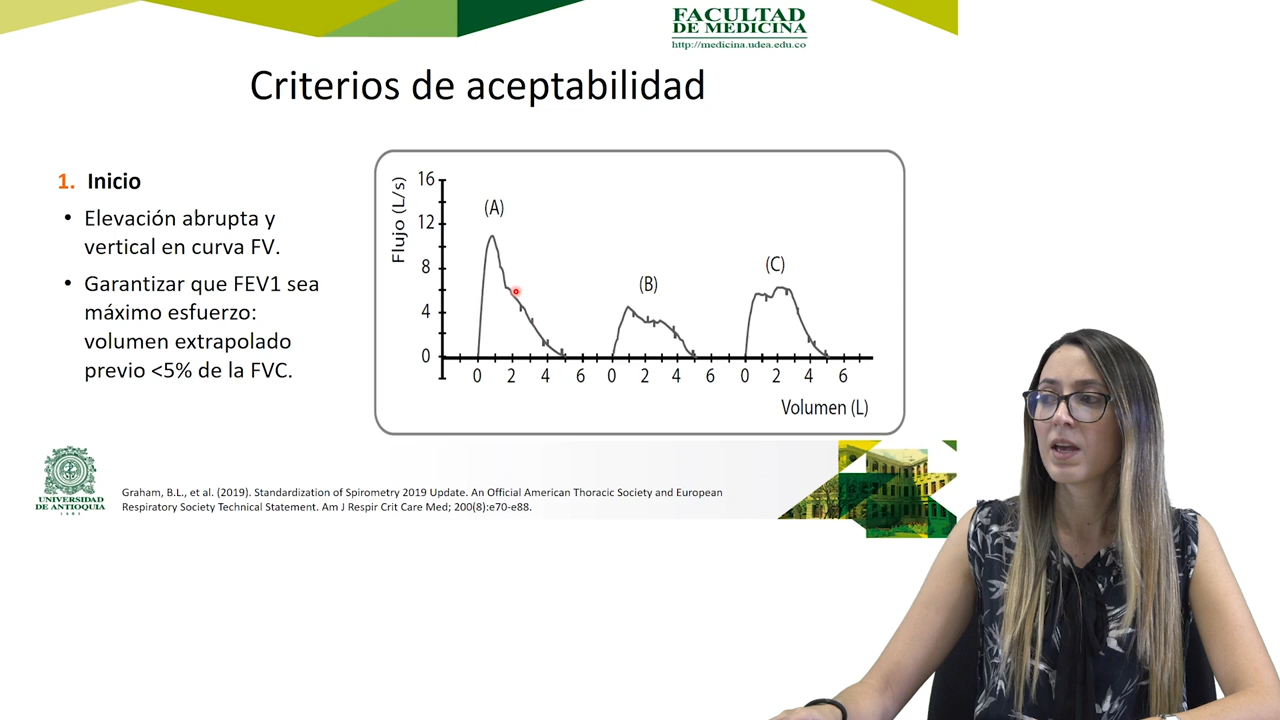 FACULTAD
DE MEDICINA
http://medicina.udea.edu.co
Criterios de aceptabilidad
1. Inicio
• Elevación abrupta y
vertical en curva FV.
• Garantizar que FEV1 sea
máximo esfuerzo:
volumen extrapolado
previo <5% de la FVC.
Flujo (L/s)
16
12
8
4
0
(A)
(B)
(C)
0 2 4 6 0 2 4 6 0 2 4 6
Volumen (L)
UNIVERSIDAD
DE ANTIOQUIA
1803
Graham, B.L., et al. (2019). Standardization of Spirometry 2019 Update. An Official American Thoracic Society and European
Respiratory Society Technical Statement. Am J Respir Crit Care Med; 200(8):e70-e88.